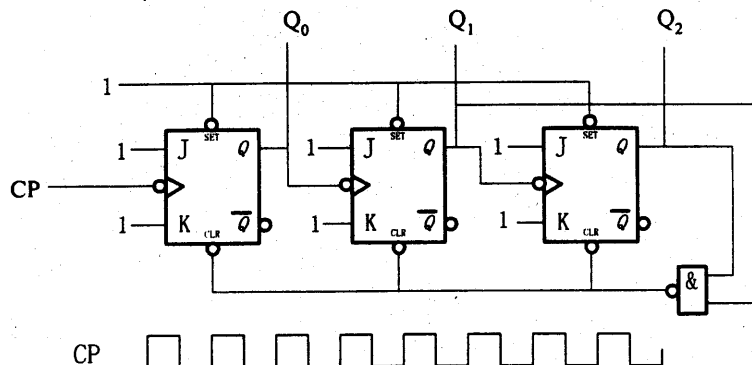 Q₀ Q₁ Q₂
1
SET SET SET
1 J Q 1 J Q 1 J Q
CP
1 K Q̅ 1 K Q̅ 1 K Q̅
CLR CLR CLR
&
CP